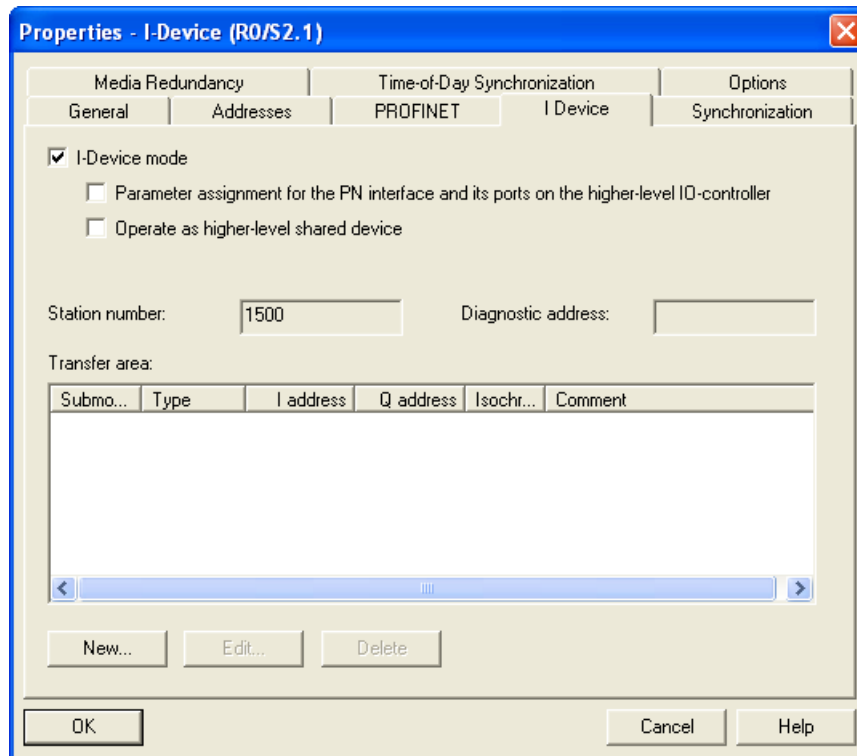 Properties - I-Device (R0/S2.1)
Media Redundancy Time-of-Day Synchronization Options
General Addresses PROFINET I Device Synchronization
I-Device mode
Parameter assignment for the PN interface and its ports on the higher-level IO-controller
Operate as higher-level shared device
Station number: 1500 Diagnostic address:
Transfer area:
Submo... Type I address Q address Isochr... Comment
New... Edit... Delete
OK Cancel Help